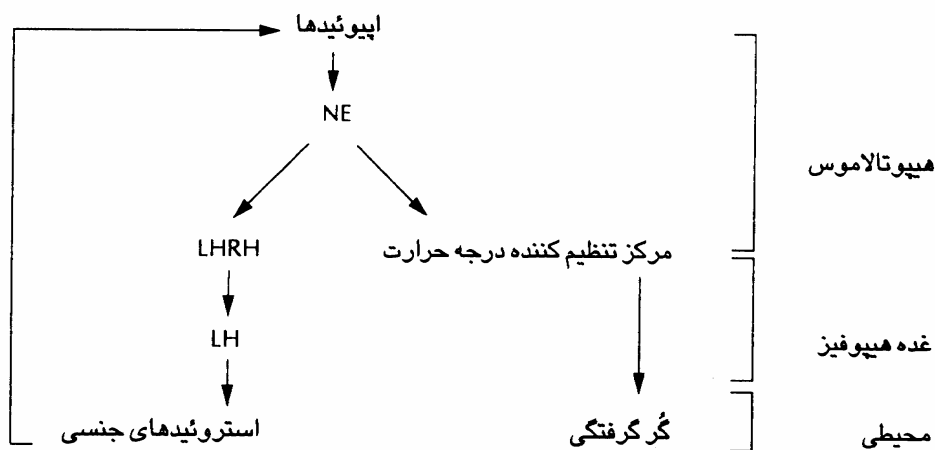 اپیوئیدها
NE
هیپوتالاموس
LHRH
مرکز تنظیم کننده درجه حرارت
LH
غده هیپوفیز
استروئیدهای جنسی
گُر گرفتگی
محیطی